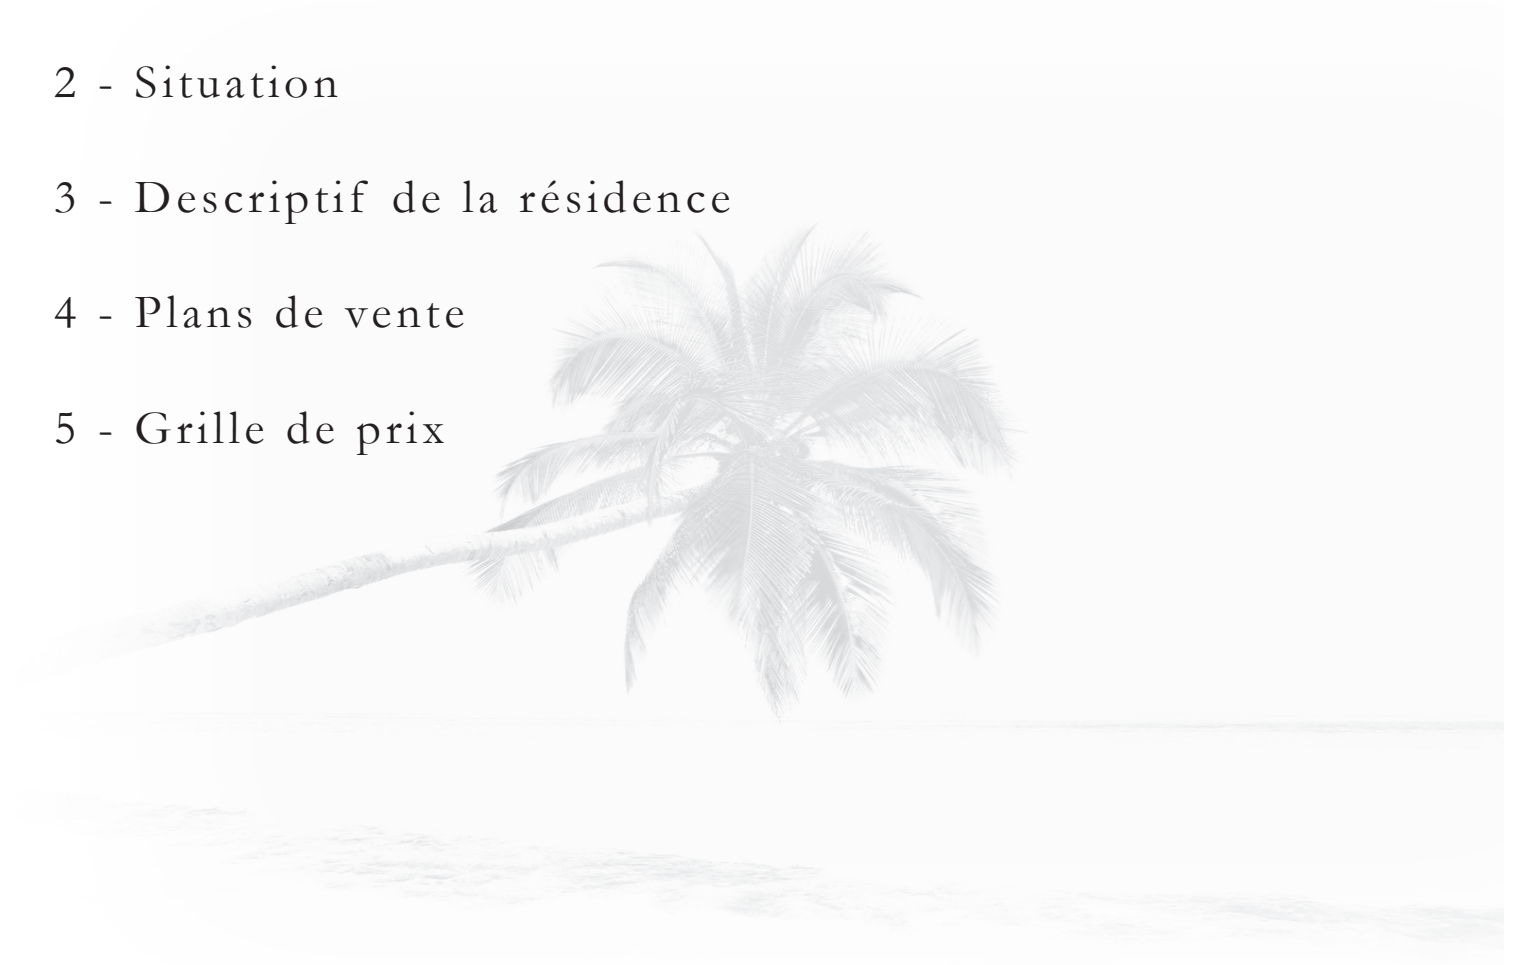 2 - Situation
3 - Descriptif de la résidence
4 - Plans de vente
5 - Grille de prix